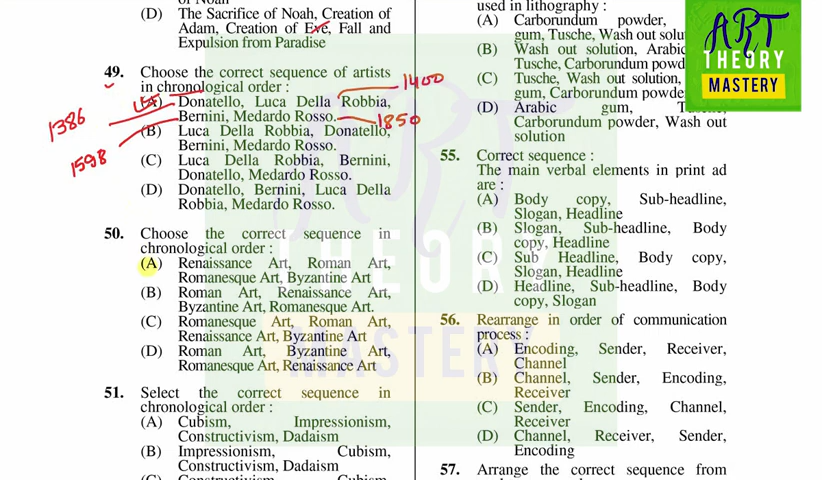 of Noah
(D) The Sacrifice of Noah, Creation of
Adam, Creation of Eve, Fall and
Expulsion from Paradise
49. Choose the correct sequence of artists
in chronological order :
(A) Donatello, Luca Della Robbia,
Bernini, Medardo Rosso.
(B) Luca Della Robbia, Donatello,
Bernini, Medardo Rosso.
(C) Luca Della Robbia, Bernini,
Donatello, Medardo Rosso.
(D) Donatello, Bernini, Luca Della
Robbia, Medardo Rosso.
1400
1850
1386
1598
50. Choose the correct sequence in
chronological order :
(A) Renaissance Art, Roman Art,
Romanesque Art, Byzantine Art
(B) Roman Art, Renaissance Art,
Byzantine Art, Romanesque Art.
(C) Romanesque Art, Roman Art,
Renaissance Art, Byzantine Art
(D) Roman Art, Byzantine Art,
Romanesque Art, Renaissance Art
51. Select the correct sequence in
chronological order :
(A) Cubism, Impressionism,
Constructivism, Dadaism
(B) Impressionism, Cubism,
Constructivism, Dadaism
used in lithography :
(A) Carborundum powder,
gum, Tusche, Wash out
(B) Wash out solution,
Tusche, Carborundum
(C) Tusche, Wash out solution,
gum, Carborundum
(D) Arabic gum,
Carborundum powder, Wash out
solution
55. Correct sequence :
The main verbal elements in print ad
are :
(A) Body copy, Sub-headline,
Slogan, Headline
(B) Slogan, Sub-headline, Body
copy, Headline
(C) Sub Headline, Body copy,
Slogan, Headline
(D) Headline, Sub-headline, Body
copy, Slogan
56. Rearrange in order of communication
process :
(A) Encoding, Sender, Receiver,
Channel
(B) Channel, Sender, Encoding,
Receiver
(C) Sender, Encoding, Channel,
Receiver
(D) Channel, Receiver, Sender,
Encoding
57. Arrange the correct sequence from
ART
THEORY
MASTERY
ART
THEORY
MASTERY